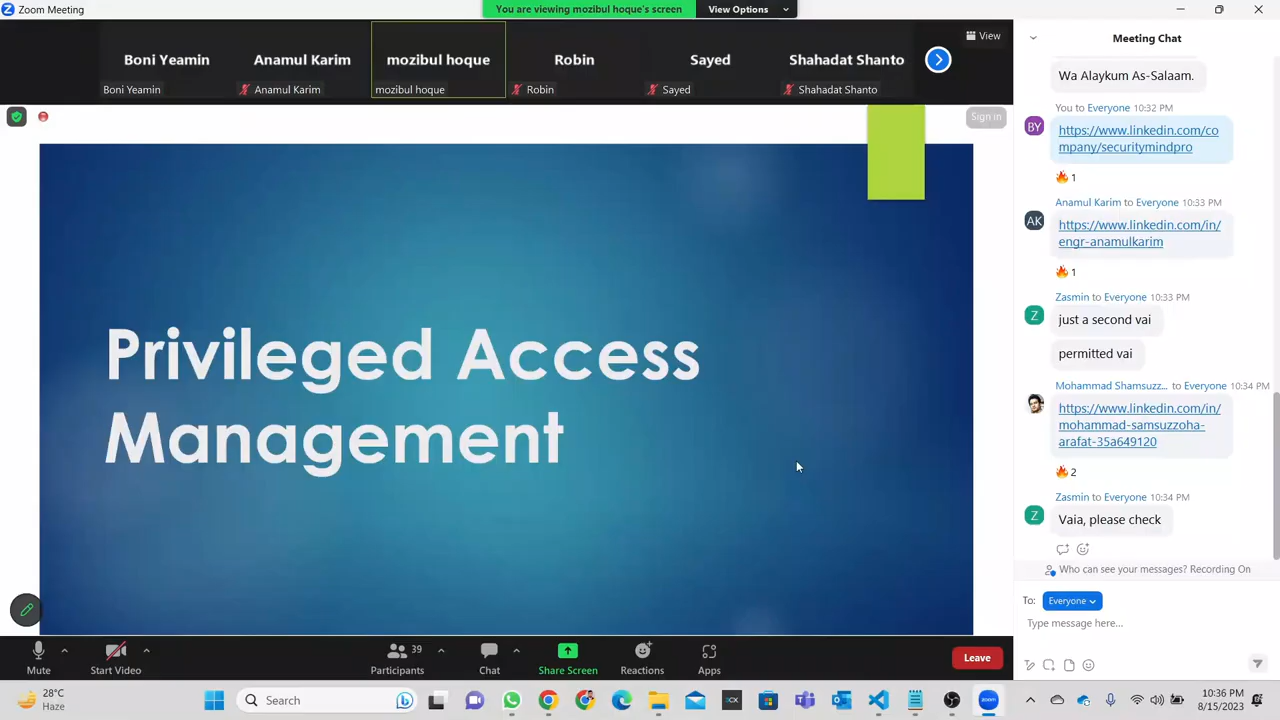 Zoom Meeting
You are viewing mozibul hoque's screen
View Options
Boni Yeamin
Anamul Karim
mozibul hoque
Robin
Sayed
Shahadat Shanto
View
Boni Yeamin
Anamul Karim
mozibul hoque
Robin
Sayed
Shahadat Shanto
Sign in
Privileged Access
Management
Meeting Chat
Wa Alaykum As-Salaam.
You to Everyone 10:32 PM
BY
https://www.linkedin.com/co
mpany/securitymindpro
🔥 1
Anamul Karim to Everyone 10:33 PM
AK
https://www.linkedin.com/in/
engr-anamulkarim
🔥 1
Zasmin to Everyone 10:33 PM
Z
just a second vai
permitted vai
Mohammad Shamsuzz... to Everyone 10:34 PM
https://www.linkedin.com/in/
mohammad-samsuzzoha-
arafat-35a649120
🔥 2
Zasmin to Everyone 10:34 PM
Z
Vaia, please check
Who can see your messages? Recording On
To: Everyone
Type message here...
Mute
Start Video
39
Participants
Chat
Share Screen
Reactions
Apps
Leave
28°C
Haze
Search
10:36 PM
8/15/2023